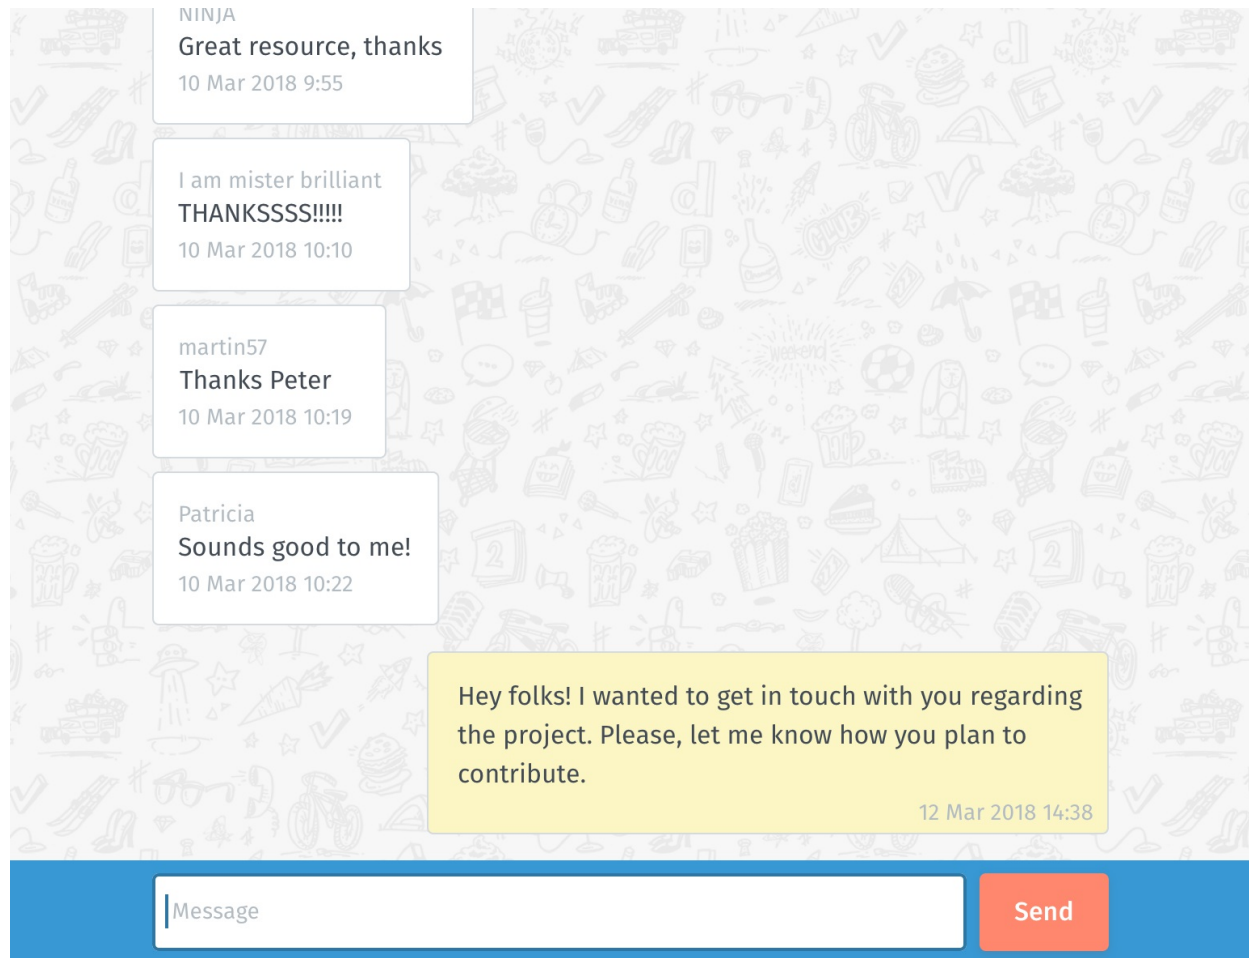 NINJA
Great resource, thanks
10 Mar 2018 9:55
I am mister brilliant
THANKSSSS!!!!!
10 Mar 2018 10:10
martin57
Thanks Peter
10 Mar 2018 10:19
Patricia
Sounds good to me!
10 Mar 2018 10:22
Hey folks! I wanted to get in touch with you regarding
the project. Please, let me know how you plan to
contribute.
12 Mar 2018 14:38
Message
Send